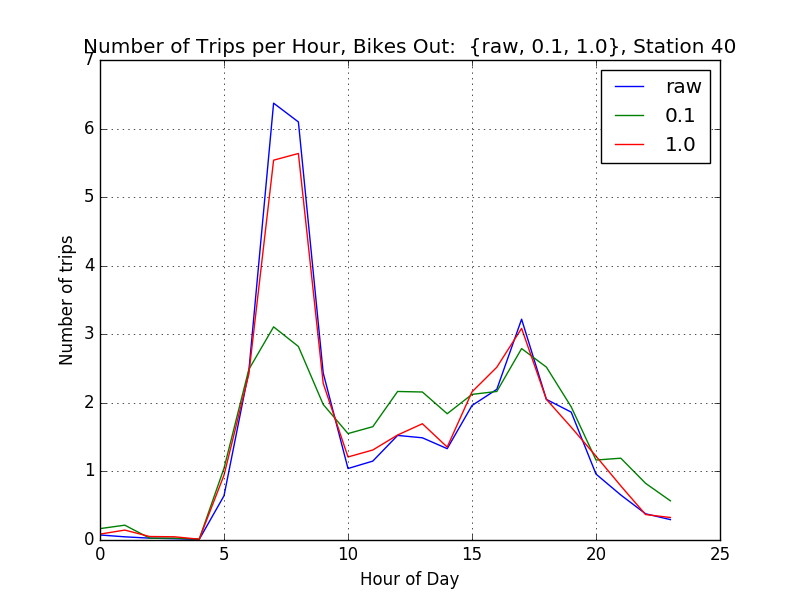 Number of Trips per Hour, Bikes Out:  {raw, 0.1, 1.0}, Station 40
raw
0.1
1.0
7
6
5
4
3
2
1
0
Number of trips
0 5 10 15 20 25
Hour of Day